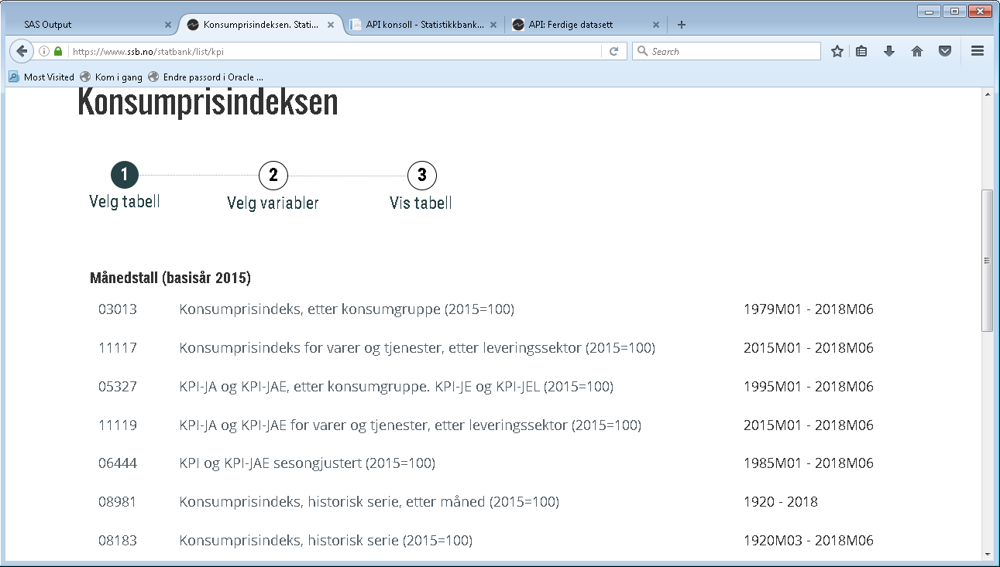 SAS Output
Konsumprisindeksen. Stati...
API konsoll - Statistikkbank...
API: Ferdige datasett
https://www.ssb.no/statbank/list/kpi
Search
Most Visited Kom i gang Endre passord i Oracle ...
Konsumprisindeksen
1 2 3
Velg tabell Velg variabler Vis tabell
Månedstall (basisår 2015)
03013 Konsumprisindeks, etter konsumgruppe (2015=100) 1979M01 - 2018M06
11117 Konsumprisindeks for varer og tjenester, etter leveringssektor (2015=100) 2015M01 - 2018M06
05327 KPI-JA og KPI-JAE, etter konsumgruppe. KPI-JE og KPI-JEL (2015=100) 1995M01 - 2018M06
11119 KPI-JA og KPI-JAE for varer og tjenester, etter leveringssektor (2015=100) 2015M01 - 2018M06
06444 KPI og KPI-JAE sesongjustert (2015=100) 1985M01 - 2018M06
08981 Konsumprisindeks, historisk serie, etter måned (2015=100) 1920 - 2018
08183 Konsumprisindeks, historisk serie (2015=100) 1920M03 - 2018M06